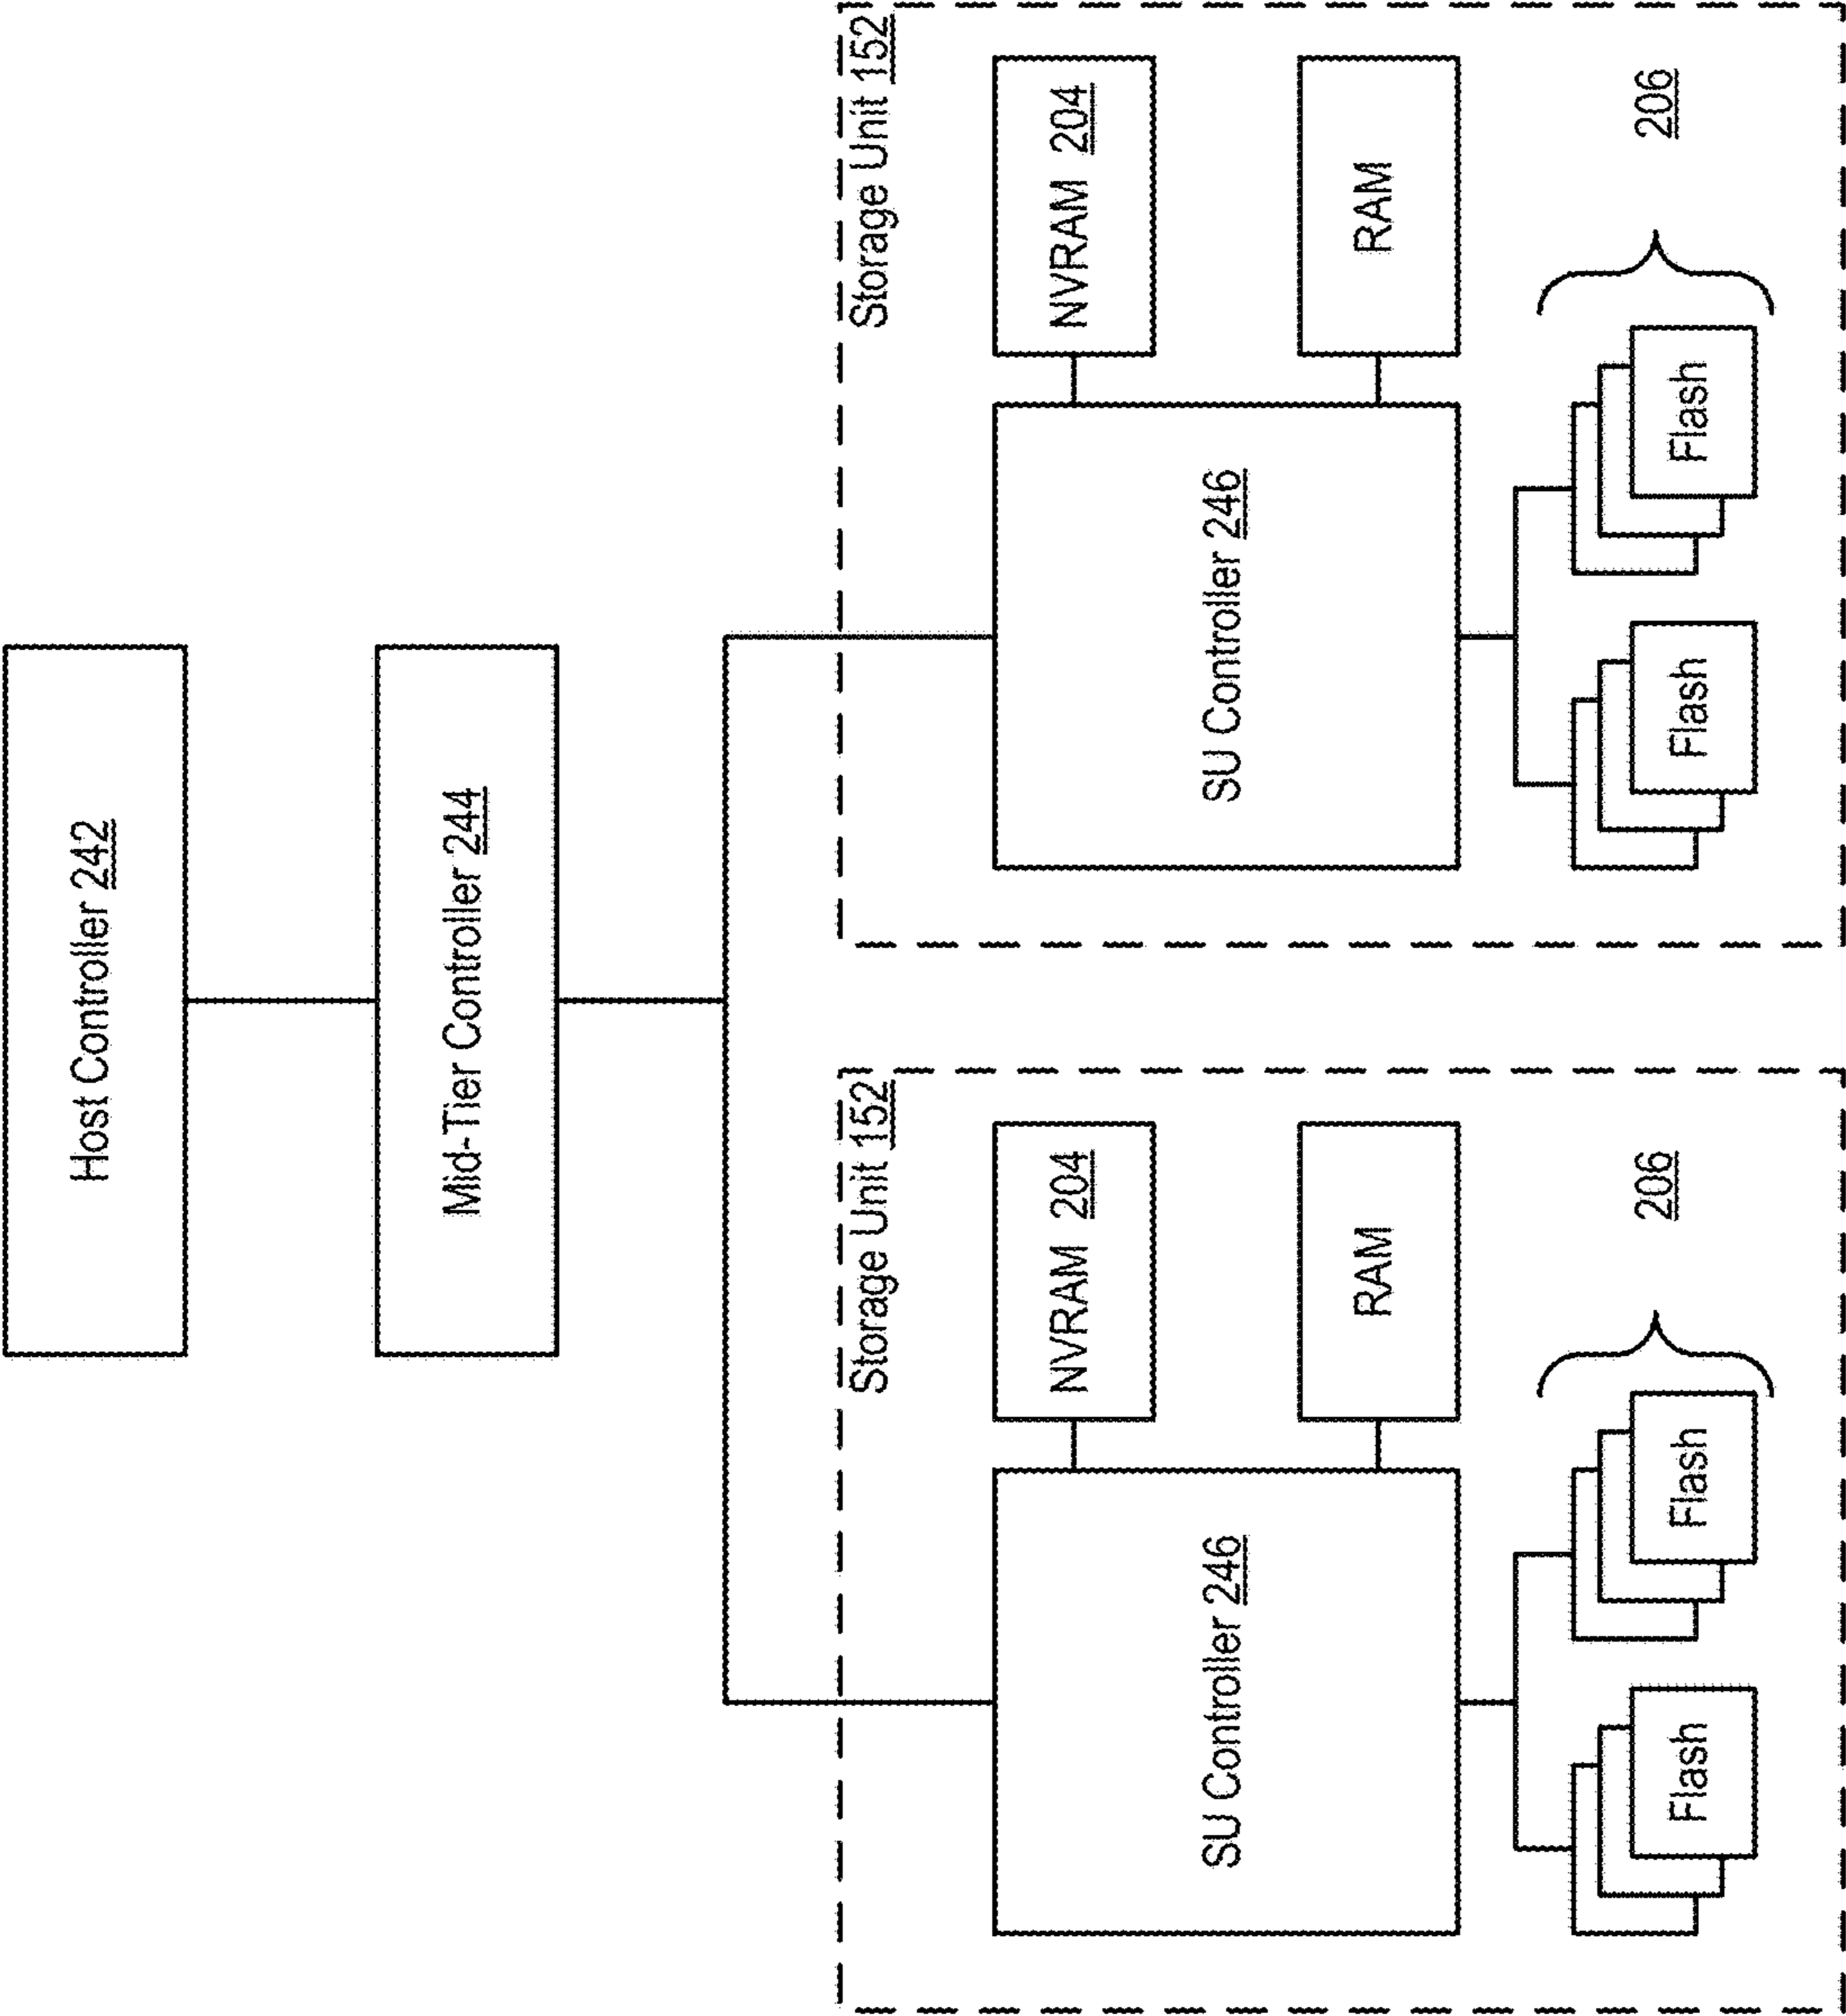 Host Controller 242
Mid-Tier Controller 244
Storage Unit 152
SU Controller 246
NVRAM 204
RAM
Flash
Flash
206
Storage Unit 152
SU Controller 246
NVRAM 204
RAM
Flash
Flash
206